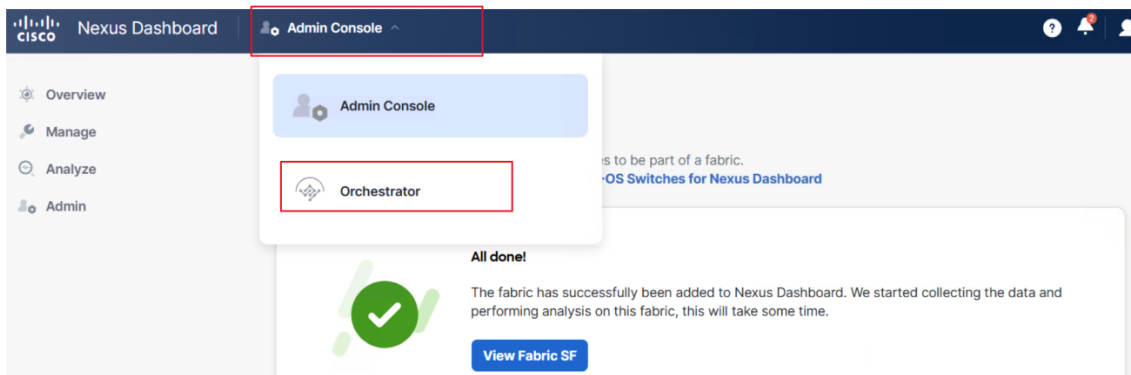 cisco Nexus Dashboard Admin Console
?
Overview
Manage
Analyze
Admin
Admin Console
Orchestrator
es to be part of a fabric.
-OS Switches for Nexus Dashboard
All done!
The fabric has successfully been added to Nexus Dashboard. We started collecting the data and
performing analysis on this fabric, this will take some time.
View Fabric SF